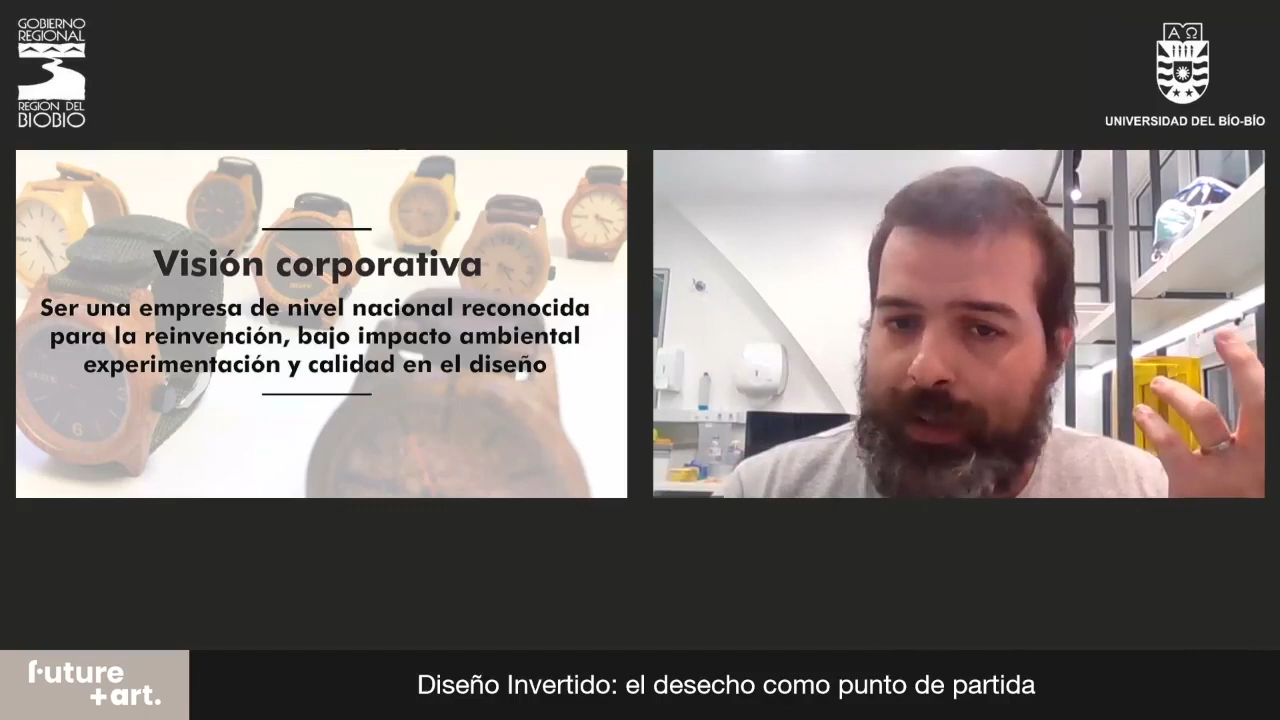 GOBIERNO
REGIONAL
REGION DEL
BIOBIO
ΑΩ
UNIVERSIDAD DEL BÍO-BÍO
Visión corporativa
Ser una empresa de nivel nacional reconocida
para la reinvención, bajo impacto ambiental
experimentación y calidad en el diseño
6
future
+art.
Diseño Invertido: el desecho como punto de partida